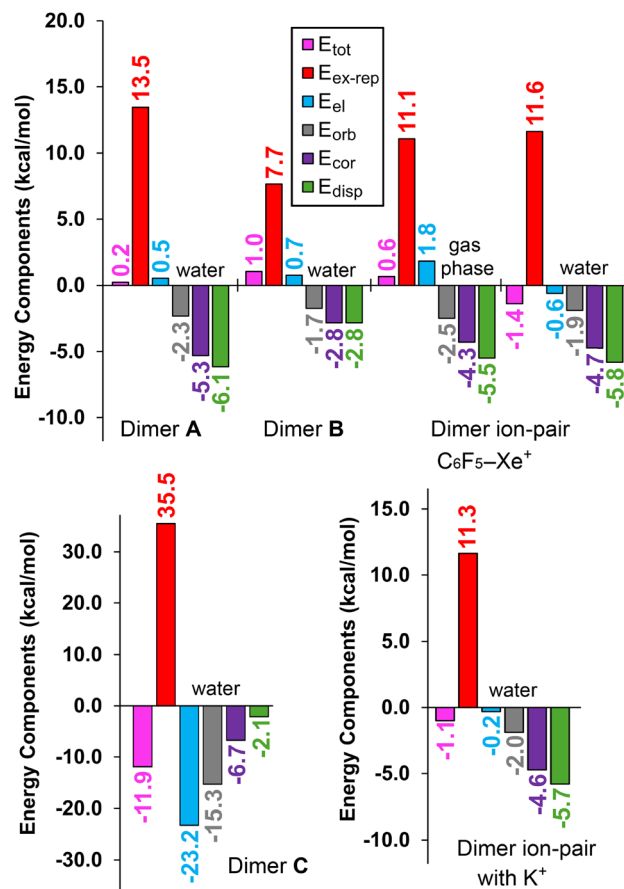 Energy Components (kcal/mol)
20.0
15.0
10.0
5.0
0.0
-5.0
-10.0
E_tot
E_ex-rep
E_el
E_orb
E_cor
E_disp
0.2
13.5
0.5
water
-2.3
-5.3
-6.1
Dimer A
1.0
7.7
0.7
water
-1.7
-2.8
-2.8
Dimer B
0.6
11.1
1.8
gas
phase
-2.5
-4.3
-5.5
-1.4
11.6
-0.6
water
-1.9
-4.7
-5.8
Dimer ion-pair
C₆F₅–Xe⁺
Energy Components (kcal/mol)
30.0
20.0
10.0
0.0
-10.0
-20.0
-30.0
-11.9
35.5
water
-23.2
-15.3
-6.7
-2.1
Dimer C
Energy Components (kcal/mol)
15.0
10.0
5.0
0.0
-5.0
-10.0
-1.1
11.3
water
-0.2
-2.0
-4.6
-5.7
Dimer ion-pair
with K⁺